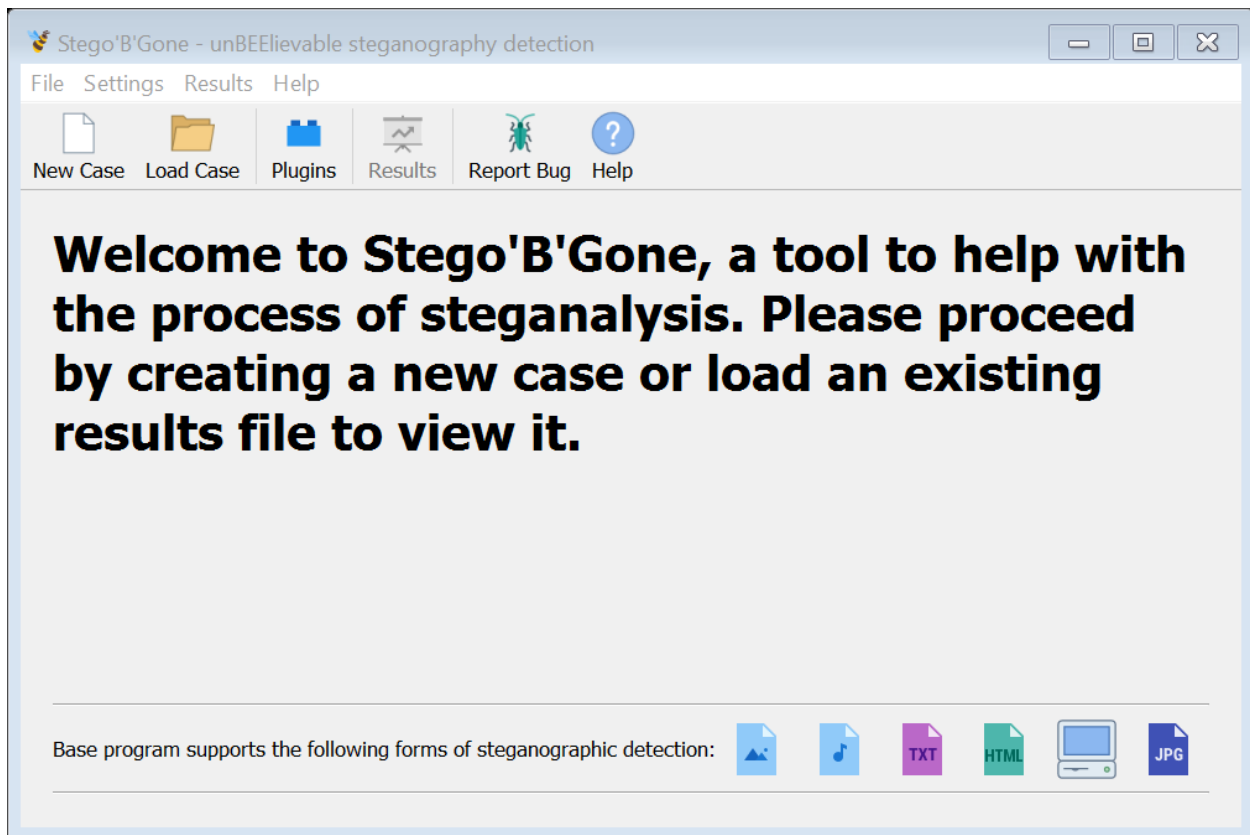 Stego'B'Gone - unBEElievable steganography detection
File Settings Results Help
New Case Load Case Plugins Results Report Bug Help
Welcome to Stego'B'Gone, a tool to help with
the process of steganalysis. Please proceed
by creating a new case or load an existing
results file to view it.
Base program supports the following forms of steganographic detection: TXT HTML JPG